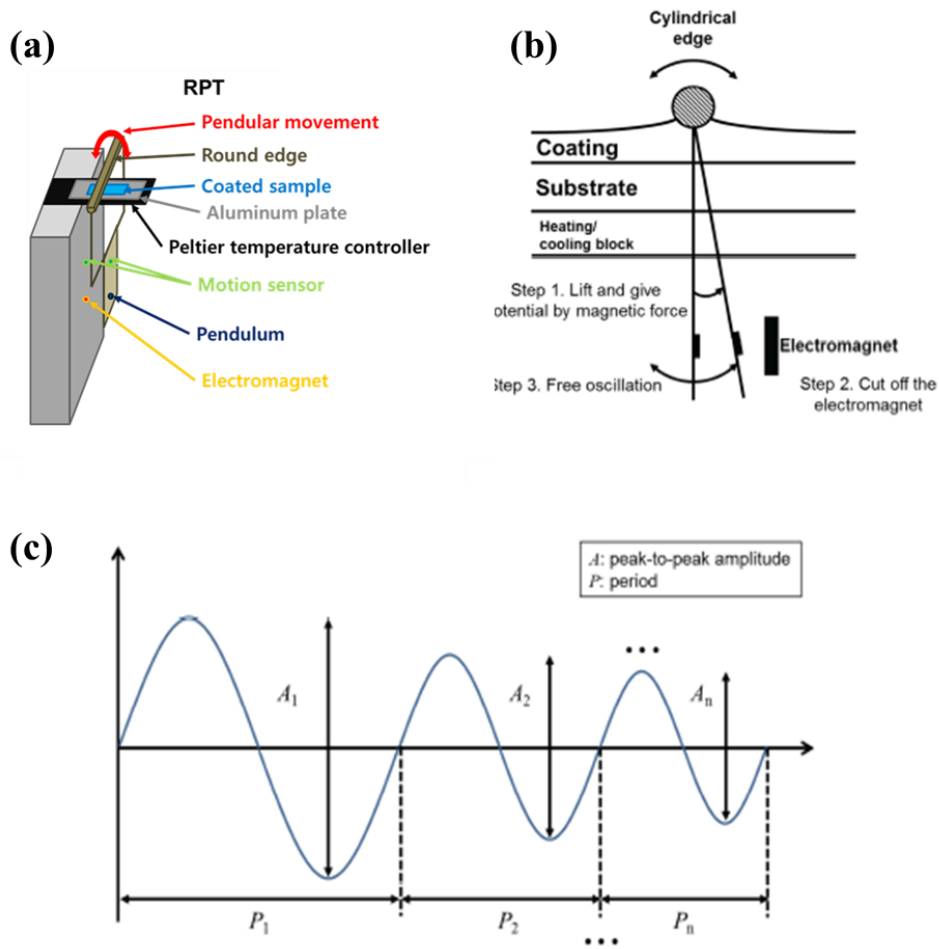 (a)
RPT
Pendular movement
Round edge
Coated sample
Aluminum plate
Peltier temperature controller
Motion sensor
Pendulum
Electromagnet
(b)
Cylindrical
edge
Coating
Substrate
Heating/
cooling block
Step 1. Lift and give
otential by magnetic force
Electromagnet
Step 3. Free oscillation
Step 2. Cut off the
electromagnet
(c)
A: peak-to-peak amplitude
P: period
A1
A2
• • •
An
P1
P2
Pn
• • •